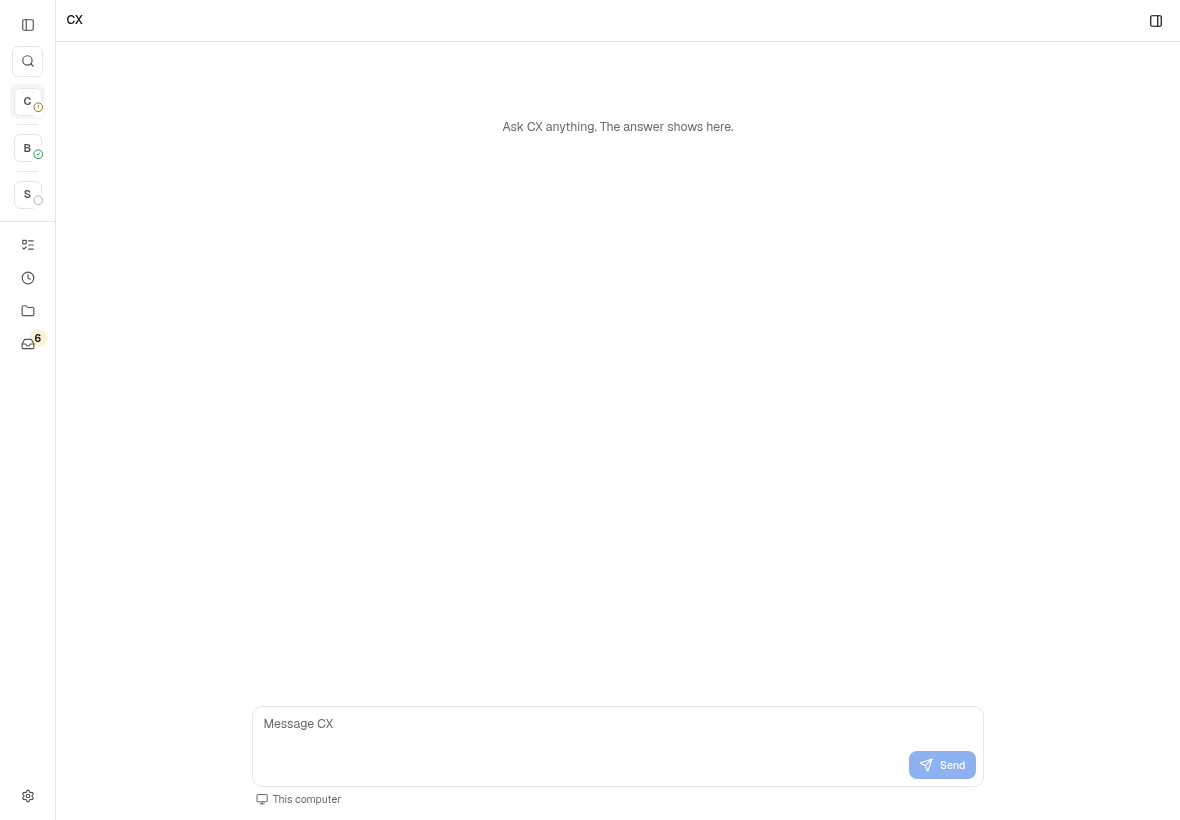 CX
C
B
S
6
Ask CX anything. The answer shows here.
Message CX
Send
This computer